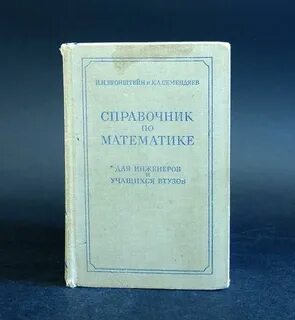 И.Н.БРОНШТЕЙН и К.А.СЕМЕНДЯЕВ
СПРАВОЧНИК
ПО
МАТЕМАТИКЕ
ДЛЯ ИНЖЕНЕРОВ
И
УЧАЩИХСЯ ВТУЗОВ